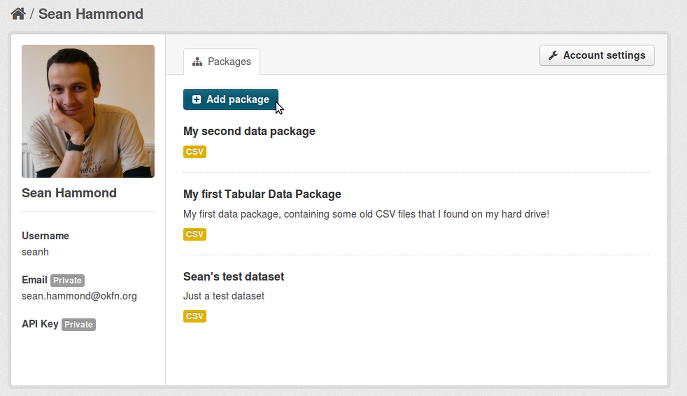 / Sean Hammond
Packages
Account settings
Add package
My second data package
CSV
My first Tabular Data Package
My first data package, containing some old CSV files that I found on my hard drive!
CSV
Sean's test dataset
Just a test dataset
CSV
Sean Hammond
Username
seanh
Email Private
sean.hammond@okfn.org
API Key Private